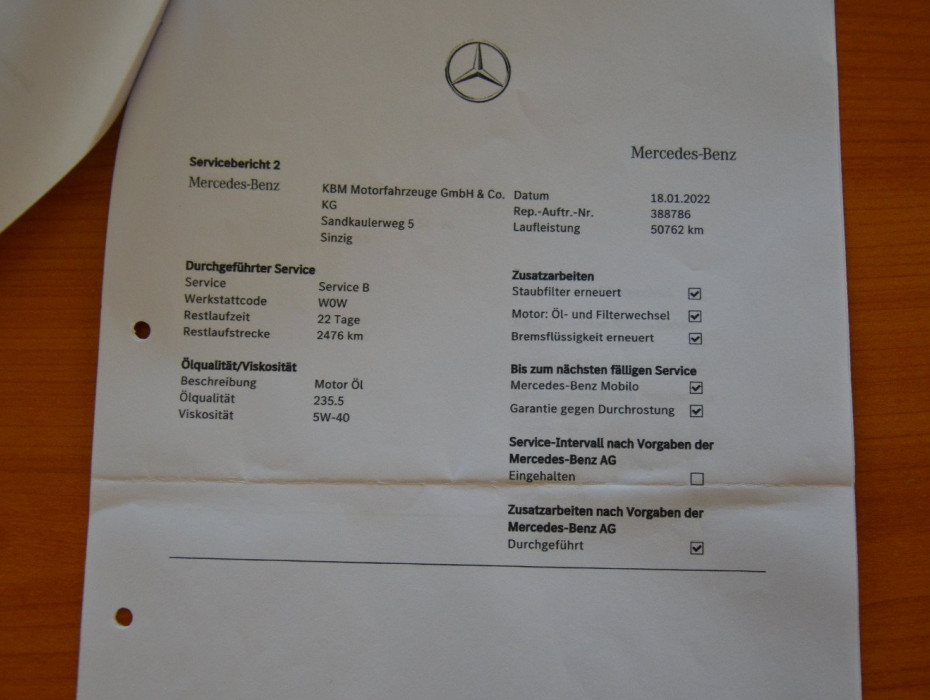 Mercedes-Benz
Servicebericht 2
Mercedes-Benz
KBM Motorfahrzeuge GmbH & Co.
KG
Sandkaulerweg 5
Sinzig
Datum 18.01.2022
Rep.-Auftr.-Nr. 388786
Laufleistung 50762 km
Durchgeführter Service
Service Service B
Werkstattcode W0W
Restlaufzeit 22 Tage
Restlaufstrecke 2476 km
Ölqualität/Viskosität
Beschreibung Motor Öl
Ölqualität 235.5
Viskosität 5W-40
Zusatzarbeiten
Staubfilter erneuert
Motor: Öl- und Filterwechsel
Bremsflüssigkeit erneuert
Bis zum nächsten fälligen Service
Mercedes-Benz Mobilo
Garantie gegen Durchrostung
Service-Intervall nach Vorgaben der
Mercedes-Benz AG
Eingehalten
Zusatzarbeiten nach Vorgaben der
Mercedes-Benz AG
Durchgeführt